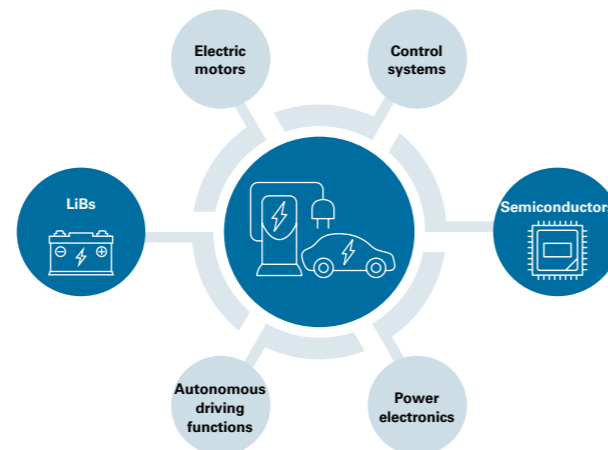 Electric
motors
Control
systems
LiBs
Semiconductors
Autonomous
driving
functions
Power
electronics